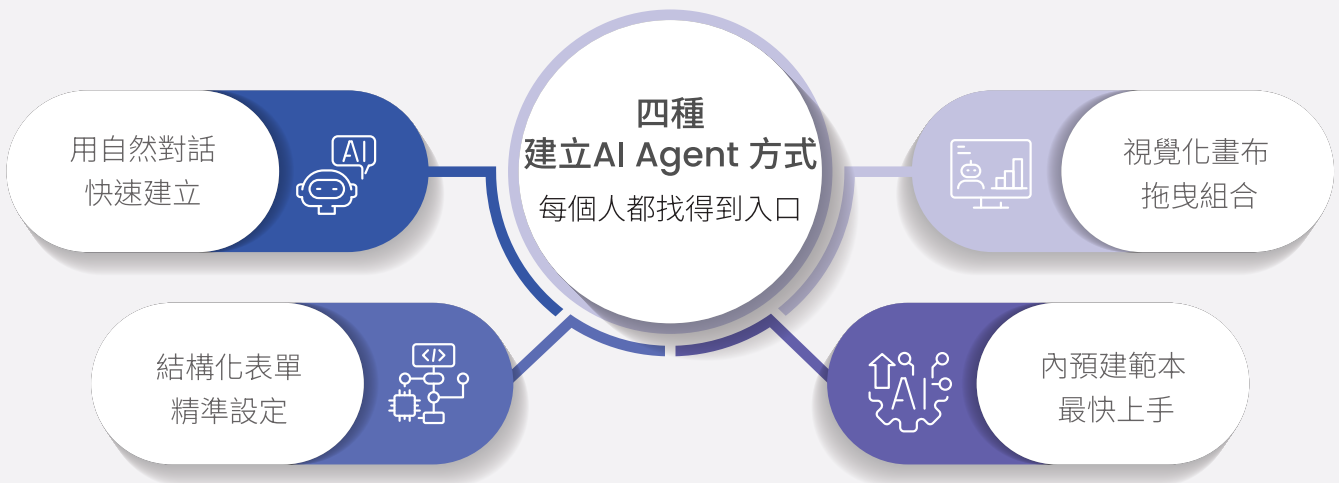 四種
建立AI Agent 方式
每個人都找得到入口
用自然對話
快速建立
AI
視覺化畫布
拖曳組合
結構化表單
精準設定
</>
AI
內預建範本
最快上手